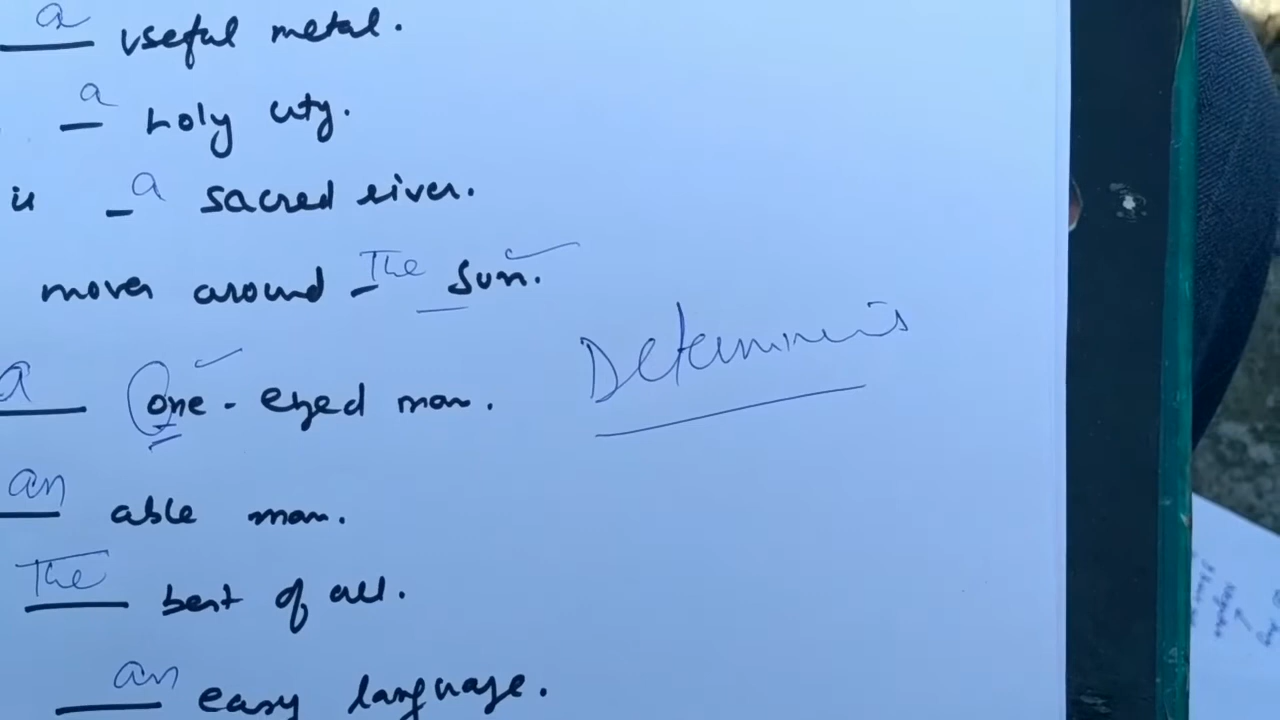 a useful metal.
a holy city.
is a sacred river.
moves around The sun.
a one-eyed man.
Determiners
an able man.
The best of all.
an easy language.